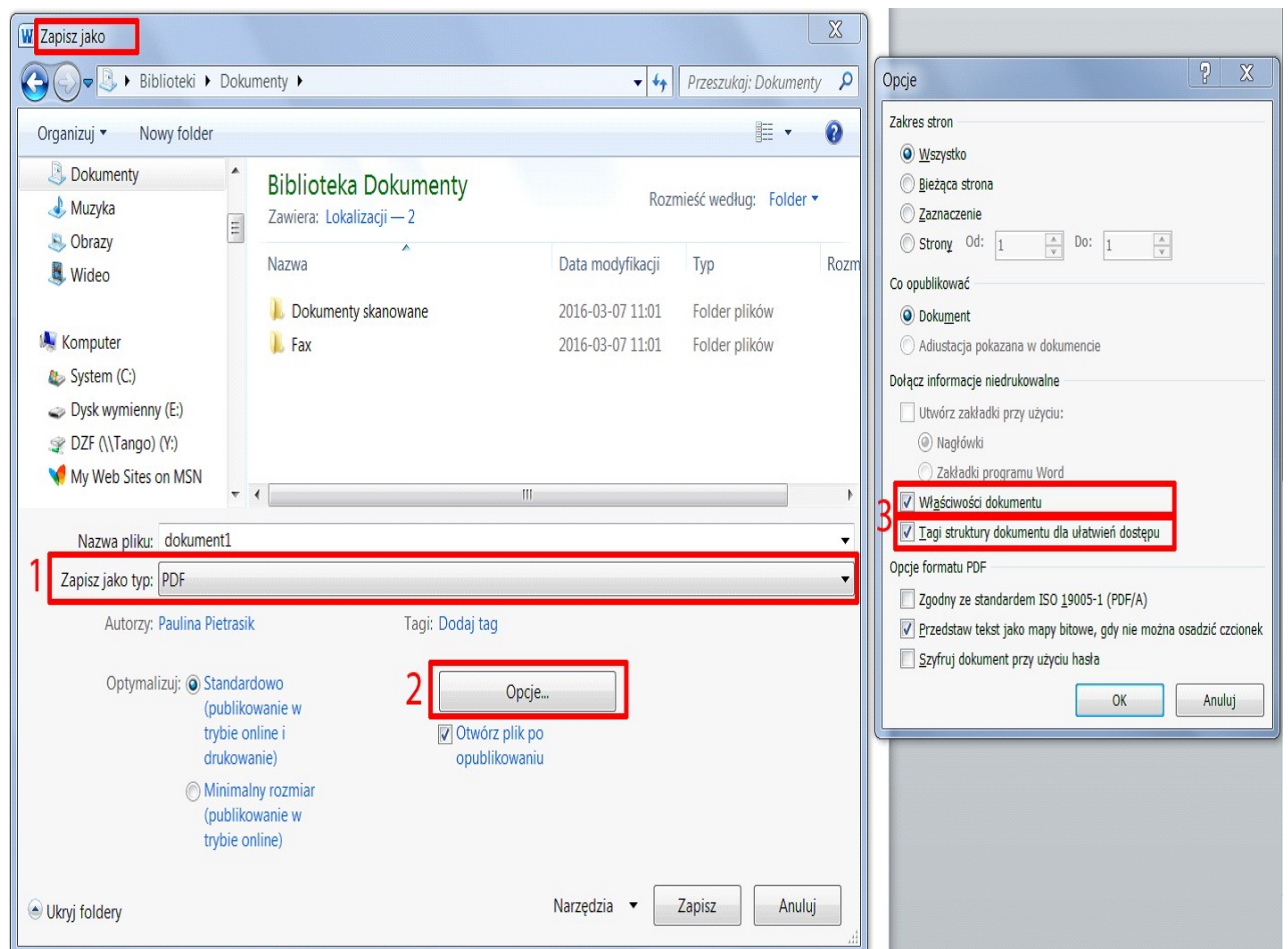 Zapisz jako
Biblioteki Dokumenty
Przeszukaj: Dokumenty
Organizuj Nowy folder
Dokumenty
Muzyka
Obrazy
Wideo
Komputer
System (C:)
Dysk wymienny (E:)
DZF (\\Tango) (Y:)
My Web Sites on MSN
Biblioteka Dokumenty
Zawiera: Lokalizacji — 2
Rozmieść według: Folder
Nazwa Data modyfikacji Typ Rozm
Dokumenty skanowane 2016-03-07 11:01 Folder plików
Fax 2016-03-07 11:01 Folder plików
Nazwa pliku: dokument1
1 Zapisz jako typ: PDF
Autorzy: Paulina Pietrasik Tagi: Dodaj tag
Optymalizuj: Standardowo
(publikowanie w
trybie online i
drukowanie)
Minimalny rozmiar
(publikowanie w
trybie online)
2 Opcje...
Otwórz plik po
opublikowaniu
Ukryj foldery
Narzędzia Zapisz Anuluj
Opcje
Zakres stron
Wszystko
Bieżąca strona
Zaznaczenie
Strony Od: 1 Do: 1
Co opublikować
Dokument
Adiustacja pokazana w dokumencie
Dołącz informacje niedrukowalne
Utwórz zakładki przy użyciu:
Nagłówki
Zakładki programu Word
3
Właściwości dokumentu
Tagi struktury dokumentu dla ułatwień dostępu
Opcje formatu PDF
Zgodny ze standardem ISO 19005-1 (PDF/A)
Przedstaw tekst jako mapy bitowe, gdy nie można osadzić czcionek
Szyfruj dokument przy użyciu hasła
OK Anuluj